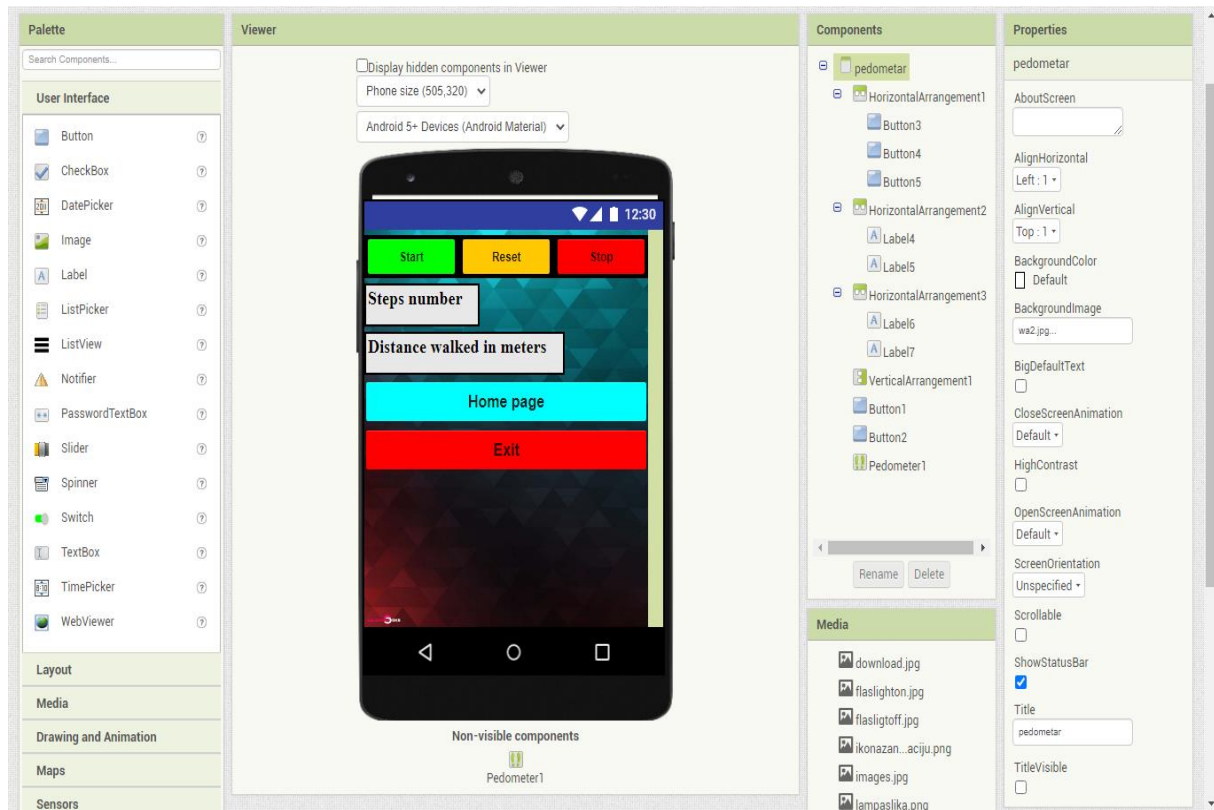 Palette
Search Components...
User Interface
Button
CheckBox
DatePicker
Image
Label
ListPicker
ListView
Notifier
PasswordTextBox
Slider
Spinner
Switch
TextBox
TimePicker
WebViewer
Layout
Media
Drawing and Animation
Maps
Sensors
Viewer
Display hidden components in Viewer
Phone size (505,320)
Android 5+ Devices (Android Material)
12:30
Start Reset Stop
Steps number
Distance walked in meters
Home page
Exit
Non-visible components
Pedometer1
Components
pedometar
HorizontalArrangement1
Button3
Button4
Button5
HorizontalArrangement2
Label4
Label5
HorizontalArrangement3
Label6
Label7
VerticalArrangement1
Button1
Button2
Pedometer1
Rename Delete
Media
download.jpg
flaslighton.jpg
flasligtoff.jpg
ikonazan...aciju.png
images.jpg
lampaslika.png
Properties
pedometar
AboutScreen
AlignHorizontal
Left : 1
AlignVertical
Top : 1
BackgroundColor
Default
BackgroundImage
wa2.jpg...
BigDefaultText
CloseScreenAnimation
Default
HighContrast
OpenScreenAnimation
Default
ScreenOrientation
Unspecified
Scrollable
ShowStatusBar
Title
pedometar
TitleVisible